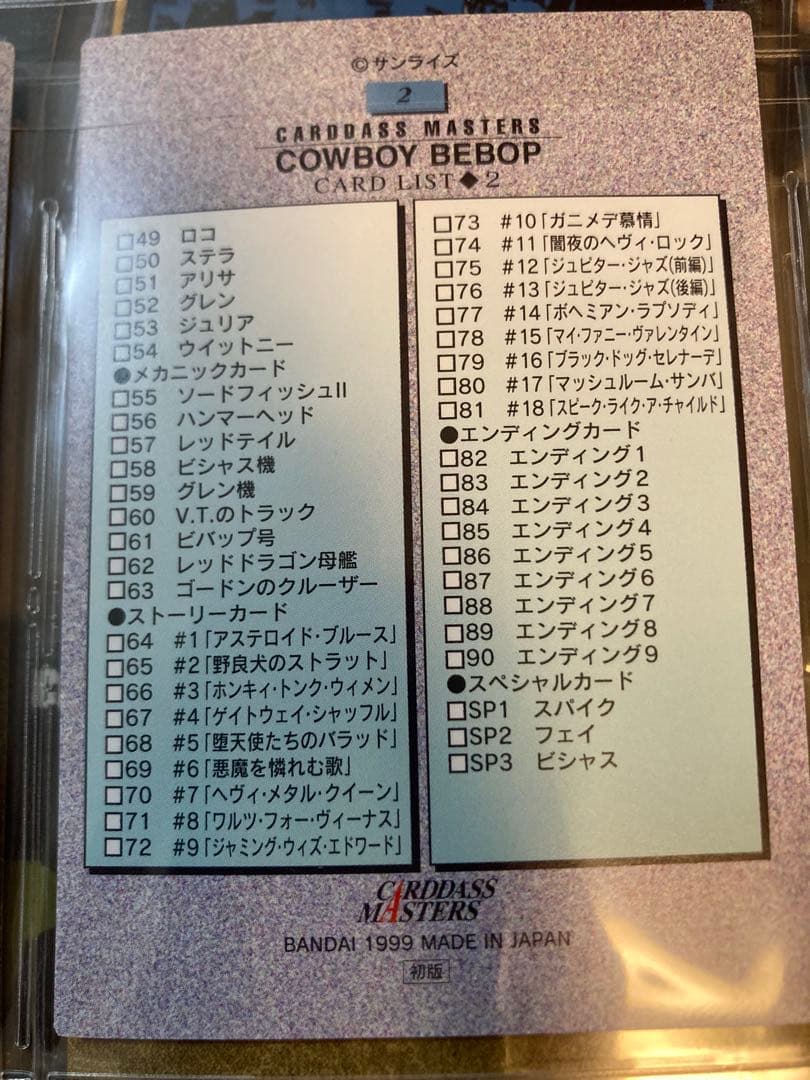 ©サンライズ
2
CARDDASS MASTERS
COWBOY BEBOP
CARD LIST◆2
□49 ロコ
□50 ステラ
□51 アリサ
□52 グレン
□53 ジュリア
□54 ウイットニー
●メカニックカード
□55 ソードフィッシュII
□56 ハンマーヘッド
□57 レッドテイル
□58 ビシャス機
□59 グレン機
□60 V.T.のトラック
□61 ビバップ号
□62 レッドドラゴン母艦
□63 ゴードンのクルーザー
●ストーリーカード
□64 #1「アステロイド・ブルース」
□65 #2「野良犬のストラット」
□66 #3「ホンキィ・トンク・ウィメン」
□67 #4「ゲイトウェイ・シャッフル」
□68 #5「堕天使たちのバラッド」
□69 #6「悪魔を憐れむ歌」
□70 #7「ヘヴィ・メタル・クイーン」
□71 #8「ワルツ・フォー・ヴィーナス」
□72 #9「ジャミング・ウィズ・エドワード」
□73 #10「ガニメデ慕情」
□74 #11「闇夜のヘヴィ・ロック」
□75 #12「ジュピター・ジャズ(前編)」
□76 #13「ジュピター・ジャズ(後編)」
□77 #14「ボヘミアン・ラプソディ」
□78 #15「マイ・ファニー・ヴァレンタイン」
□79 #16「ブラック・ドッグ・セレナーデ」
□80 #17「マッシュルーム・サンバ」
□81 #18「スピーク・ライク・ア・チャイルド」
●エンディングカード
□82 エンディング1
□83 エンディング2
□84 エンディング3
□85 エンディング4
□86 エンディング5
□87 エンディング6
□88 エンディング7
□89 エンディング8
□90 エンディング9
●スペシャルカード
□SP1 スパイク
□SP2 フェイ
□SP3 ビシャス
CARDDASS
MASTERS
BANDAI 1999 MADE IN JAPAN
初版